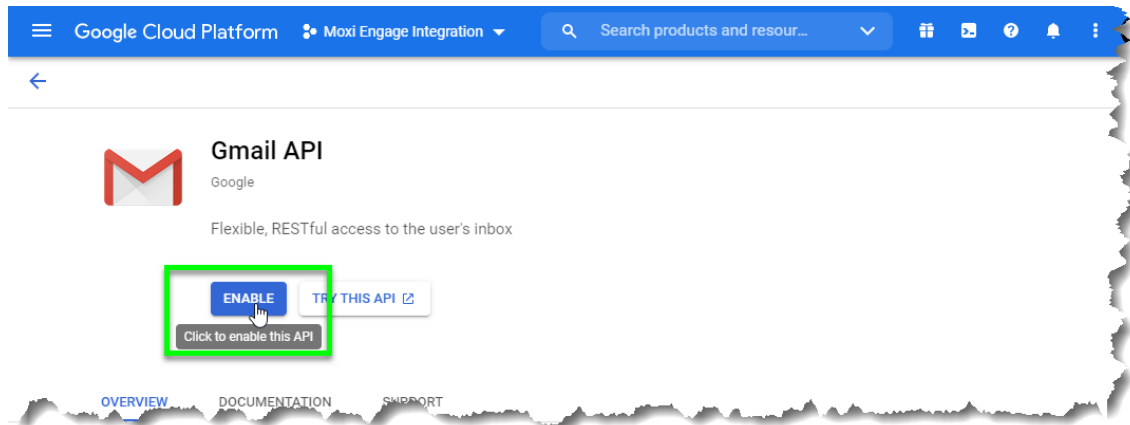 Google Cloud Platform Moxi Engage Integration Search products and resour...
Gmail API
Google
Flexible, RESTful access to the user's inbox
ENABLE TRY THIS API
Click to enable this API
OVERVIEW DOCUMENTATION SUPPORT